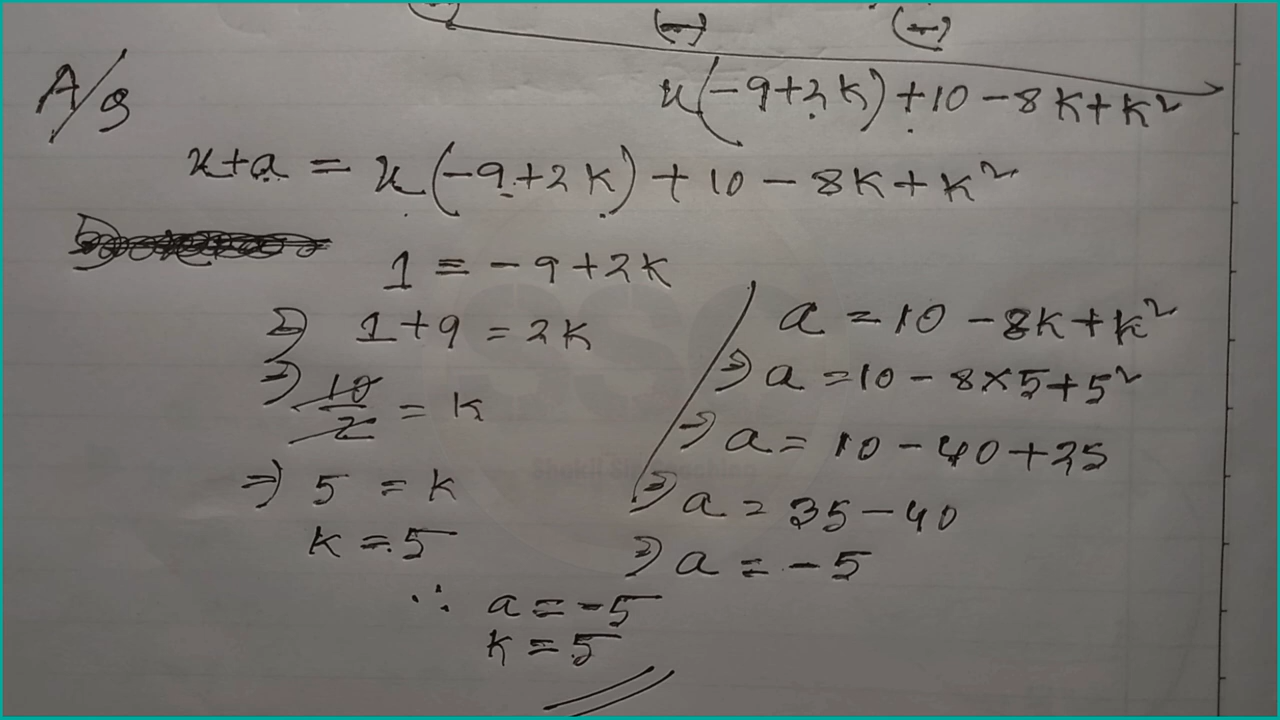 (-) (-)
x(-9+2k)+10-8k+k²
A/q
x+a = x(-9+2k)+10-8k+k²
1 = -9+2k
⇒ 1+9 = 2k
⇒ 10/2 = k
⇒ 5 = k
k = 5
a = 10-8k+k²
⇒ a = 10-8×5+5²
⇒ a = 10-40+25
⇒ a = 35-40
⇒ a = -5
∴ a = -5
k = 5